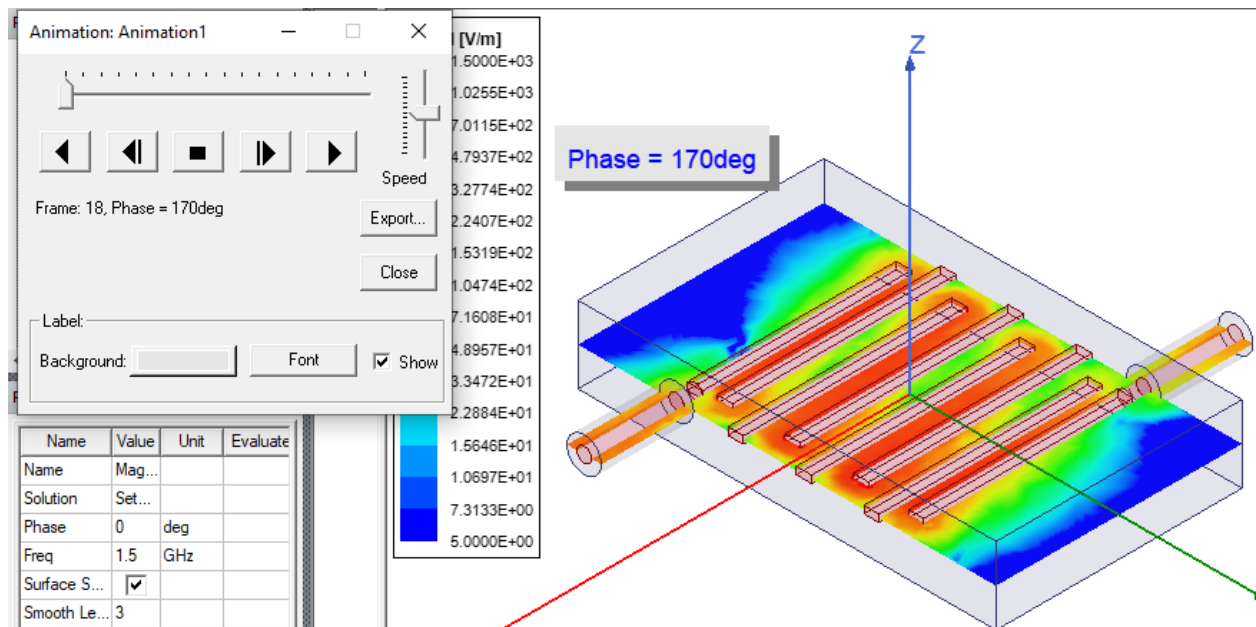 Animation: Animation1
Speed
Frame: 18, Phase = 170deg
Export...
Close
Label:
Background:
Font
Show
Name Value Unit Evaluate
Name Mag...
Solution Set...
Phase 0 deg
Freq 1.5 GHz
Surface S...
Smooth Le... 3
[V/m]
1.5000E+03
1.0255E+03
7.0115E+02
4.7937E+02
3.2774E+02
2.2407E+02
1.5319E+02
1.0474E+02
7.1608E+01
4.8957E+01
3.3472E+01
2.2884E+01
1.5646E+01
1.0697E+01
7.3133E+00
5.0000E+00
Phase = 170deg
Z